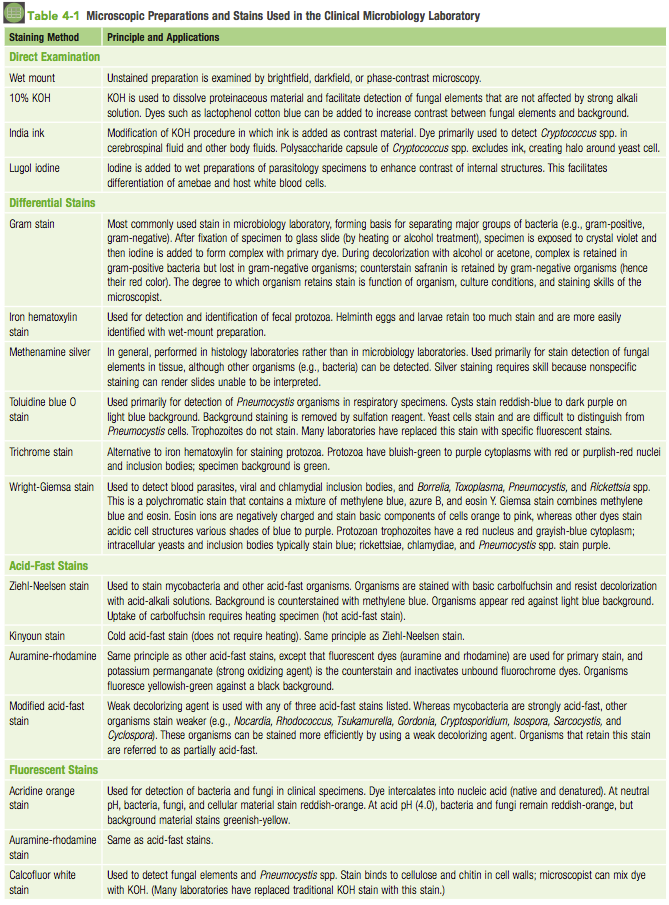 Table 4-1 Microscopic Preparations and Stains Used in the Clinical Microbiology Laboratory
Staining Method Principle and Applications
Direct Examination
Wet mount Unstained preparation is examined by brightfield, darkfield, or phase-contrast microscopy.
10% KOH KOH is used to dissolve proteinaceous material and facilitate detection of fungal elements that are not affected by strong alkali
solution. Dyes such as lactophenol cotton blue can be added to increase contrast between fungal elements and background.
India ink Modification of KOH procedure in which ink is added as contrast material. Dye primarily used to detect Cryptococcus spp. in
cerebrospinal fluid and other body fluids. Polysaccharide capsule of Cryptococcus spp. excludes ink, creating halo around yeast cell.
Lugol iodine Iodine is added to wet preparations of parasitology specimens to enhance contrast of internal structures. This facilitates
differentiation of amebae and host white blood cells.
Differential Stains
Gram stain Most commonly used stain in microbiology laboratory, forming basis for separating major groups of bacteria (e.g., gram-positive,
gram-negative). After fixation of specimen to glass slide (by heating or alcohol treatment), specimen is exposed to crystal violet and
then iodine is added to form complex with primary dye. During decolorization with alcohol or acetone, complex is retained in
gram-positive bacteria but lost in gram-negative organisms; counterstain safranin is retained by gram-negative organisms (hence
their red color). The degree to which organism retains stain is function of organism, culture conditions, and staining skills of the
microscopist.
Iron hematoxylin Used for detection and identification of fecal protozoa. Helminth eggs and larvae retain too much stain and are more easily
stain identified with wet-mount preparation.
Methenamine silver In general, performed in histology laboratories rather than in microbiology laboratories. Used primarily for stain detection of fungal
elements in tissue, although other organisms (e.g., bacteria) can be detected. Silver staining requires skill because nonspecific
staining can render slides unable to be interpreted.
Toluidine blue O Used primarily for detection of Pneumocystis organisms in respiratory specimens. Cysts stain reddish-blue to dark purple on
stain light blue background. Background staining is removed by sulfation reagent. Yeast cells stain and are difficult to distinguish from
Pneumocystis cells. Trophozoites do not stain. Many laboratories have replaced this stain with specific fluorescent stains.
Trichrome stain Alternative to iron hematoxylin for staining protozoa. Protozoa have bluish-green to purple cytoplasms with red or purplish-red nuclei
and inclusion bodies; specimen background is green.
Wright-Giemsa stain Used to detect blood parasites, viral and chlamydial inclusion bodies, and Borrelia, Toxoplasma, Pneumocystis, and Rickettsia spp.
This is a polychromatic stain that contains a mixture of methylene blue, azure B, and eosin Y. Giemsa stain combines methylene
blue and eosin. Eosin ions are negatively charged and stain basic components of cells orange to pink, whereas other dyes stain
acidic cell structures various shades of blue to purple. Protozoan trophozoites have a red nucleus and grayish-blue cytoplasm;
intracellular yeasts and inclusion bodies typically stain blue; rickettsiae, chlamydiae, and Pneumocystis spp. stain purple.
Acid-Fast Stains
Ziehl-Neelsen stain Used to stain mycobacteria and other acid-fast organisms. Organisms are stained with basic carbolfuchsin and resist decolorization
with acid-alkali solutions. Background is counterstained with methylene blue. Organisms appear red against light blue background.
Uptake of carbolfuchsin requires heating specimen (hot acid-fast stain).
Kinyoun stain Cold acid-fast stain (does not require heating). Same principle as Ziehl-Neelsen stain.
Auramine-rhodamine Same principle as other acid-fast stains, except that fluorescent dyes (auramine and rhodamine) are used for primary stain, and
potassium permanganate (strong oxidizing agent) is the counterstain and inactivates unbound fluorochrome dyes. Organisms
fluoresce yellowish-green against a black background.
Modified acid-fast Weak decolorizing agent is used with any of three acid-fast stains listed. Whereas mycobacteria are strongly acid-fast, other
stain organisms stain weaker (e.g., Nocardia, Rhodococcus, Tsukamurella, Gordonia, Cryptosporidium, Isospora, Sarcocystis, and
Cyclospora). These organisms can be stained more efficiently by using a weak decolorizing agent. Organisms that retain this stain
are referred to as partially acid-fast.
Fluorescent Stains
Acridine orange Used for detection of bacteria and fungi in clinical specimens. Dye intercalates into nucleic acid (native and denatured). At neutral
stain pH, bacteria, fungi, and cellular material stain reddish-orange. At acid pH (4.0), bacteria and fungi remain reddish-orange, but
background material stains greenish-yellow.
Auramine-rhodamine Same as acid-fast stains.
stain
Calcofluor white Used to detect fungal elements and Pneumocystis spp. Stain binds to cellulose and chitin in cell walls; microscopist can mix dye
stain with KOH. (Many laboratories have replaced traditional KOH stain with this stain.)